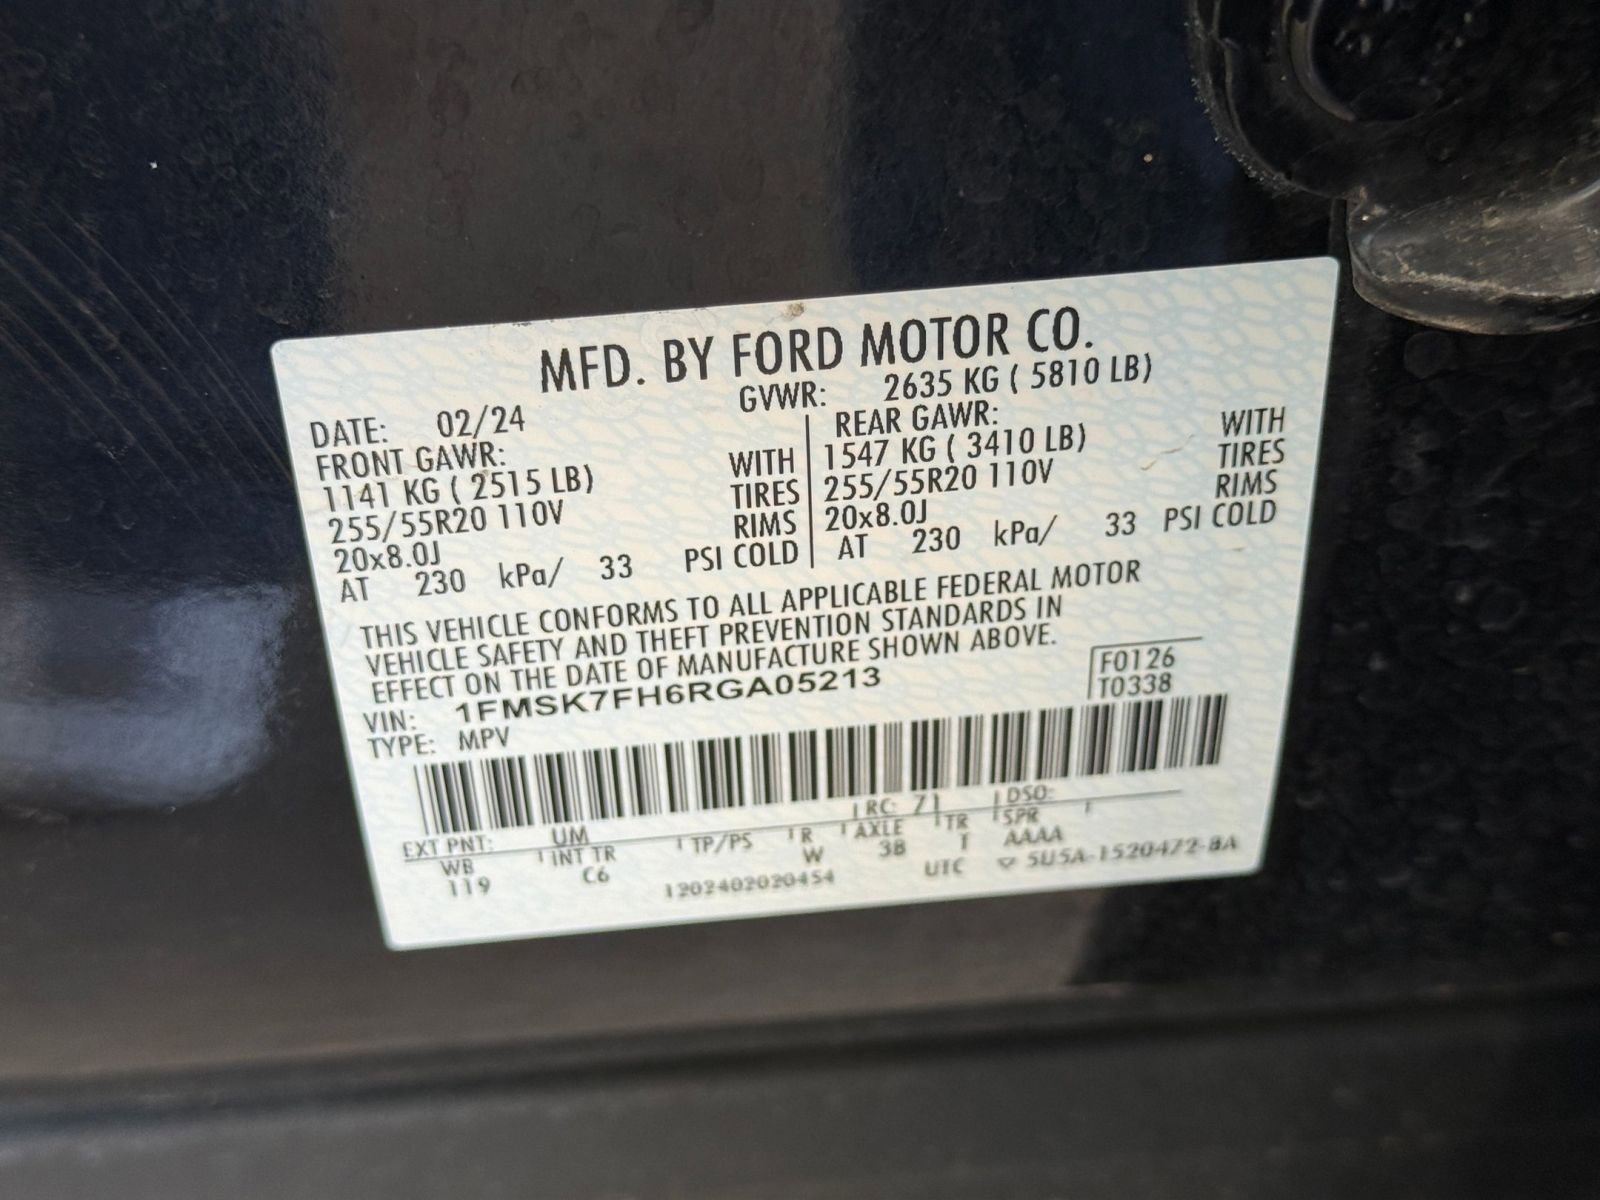 MFD. BY FORD MOTOR CO.
DATE: 02/24 GVWR: 2635 KG ( 5810 LB)
FRONT GAWR: REAR GAWR:
1141 KG ( 2515 LB) WITH 1547 KG ( 3410 LB) WITH
255/55R20 110V TIRES 255/55R20 110V TIRES
20x8.0J RIMS 20x8.0J RIMS
AT 230 kPa/ 33 PSI COLD AT 230 kPa/ 33 PSI COLD
THIS VEHICLE CONFORMS TO ALL APPLICABLE FEDERAL MOTOR
VEHICLE SAFETY AND THEFT PREVENTION STANDARDS IN
EFFECT ON THE DATE OF MANUFACTURE SHOWN ABOVE.
VIN: 1FMSK7FH6RGA05213 F0126
TYPE: MPV T0338
EXT PNT: UM RC: 71 DSO:
WB INT TR TP/PS R AXLE TR SPR
119 C6 W 3B T AAAA
1202402020454 UTC 5U5A-1520472-BA